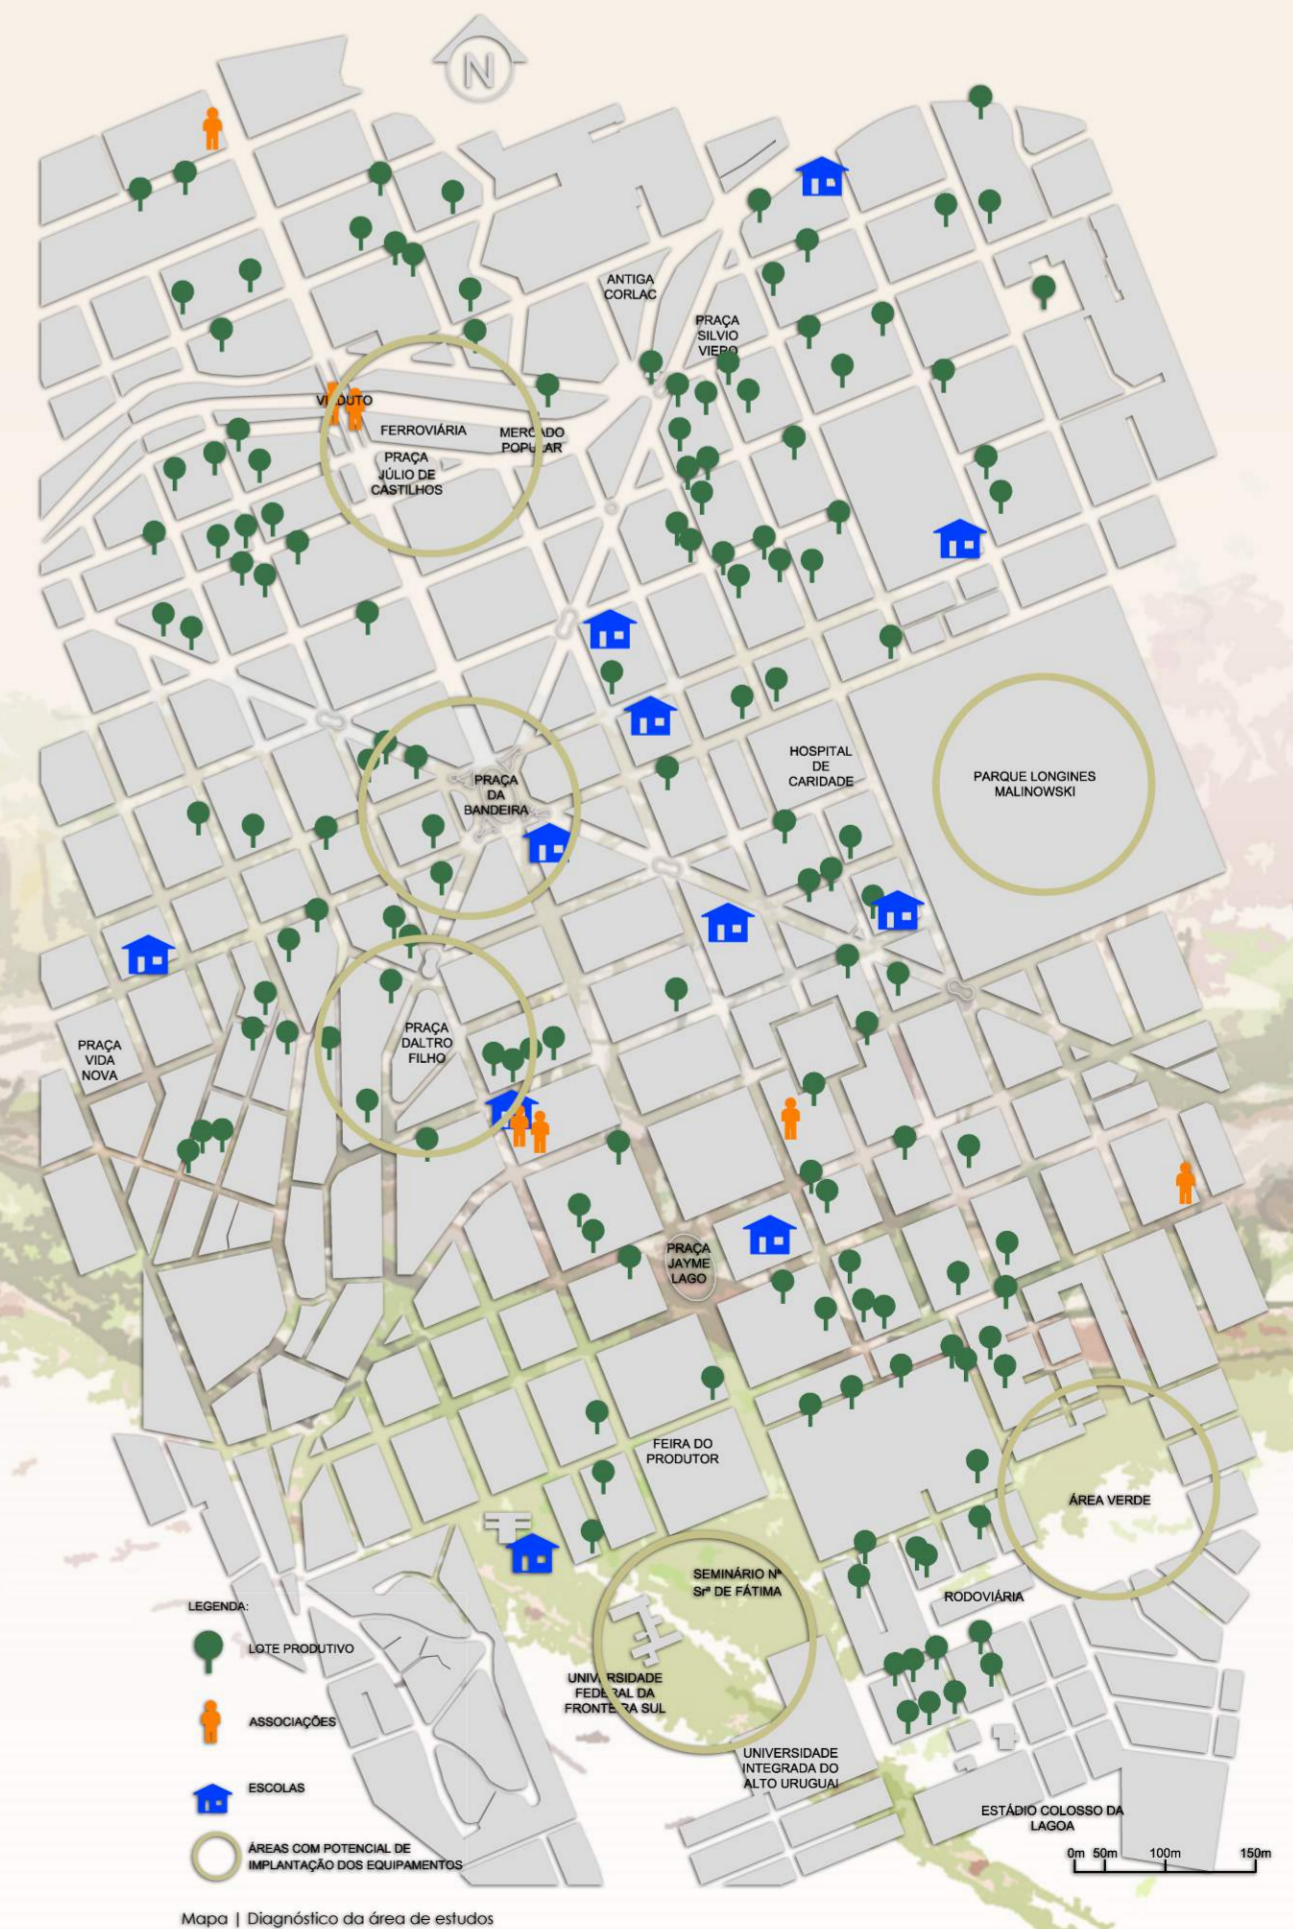 N
ANTIGA
CORLAC
PRAÇA
SILVIO
VIERO
VIADUTO
FERROVIÁRIA
MERCADO
POPULAR
PRAÇA
JÚLIO DE
CASTILHOS
HOSPITAL
DE
CARIDADE
PARQUE LONGINES
MALINOWSKI
PRAÇA
DA
BANDEIRA
PRAÇA
VIDA
NOVA
PRAÇA
DALTRO
FILHO
PRAÇA
JAYME
LAGO
FEIRA DO
PRODUTOR
ÁREA VERDE
SEMINÁRIO Nª
Srª DE FÁTIMA
RODOVIÁRIA
UNIVERSIDADE
FEDERAL DA
FRONTEIRA SUL
UNIVERSIDADE
INTEGRADA DO
ALTO URUGUAI
ESTÁDIO COLOSSO DA
LAGOA
0m 50m 100m 150m
LEGENDA:
LOTE PRODUTIVO
ASSOCIAÇÕES
ESCOLAS
ÁREAS COM POTENCIAL DE
IMPLANTAÇÃO DOS EQUIPAMENTOS
Mapa | Diagnóstico da área de estudos